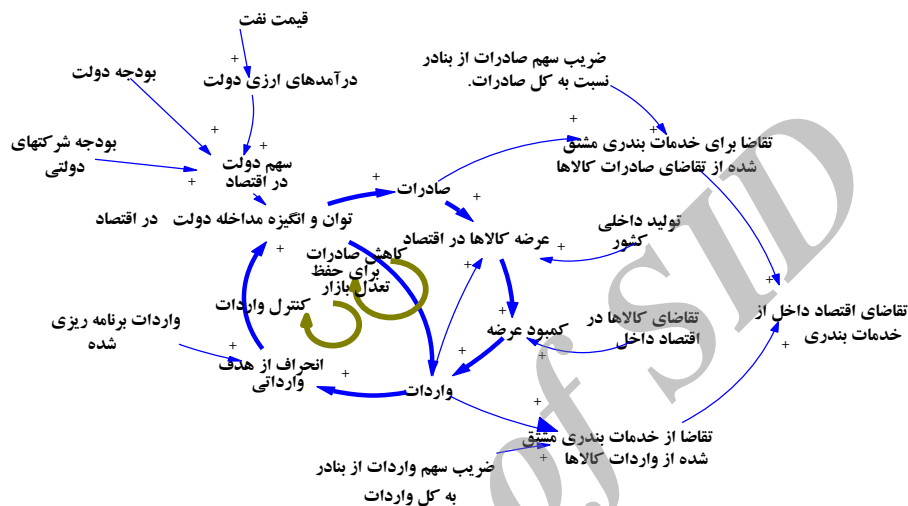 قیمت نفت
درآمدهای ارزی دولت
بودجه دولت
بودجه شرکتهای
دولتی
سهم دولت
در اقتصاد
ضریب سهم صادرات از بنادر
نسبت به کل صادرات.
تقاضا برای خدمات بندری مشتق
شده از تقاضای صادرات کالاها
صادرات
توان و انگیزه مداخله دولت در اقتصاد
تولید داخلی
کشور
عرضه کالاها در اقتصاد
کاهش صادرات
برای حفظ
تعدل بازار
کنترل واردات
تقاضای اقتصاد داخل از
خدمات بندری
تقاضای کالاها در
اقتصاد داخل
کمبود عرضه
واردات برنامه ریزی
شده
انحراف از هدف
وارداتی
واردات
تقاضا از خدمات بندری مشتق
شده از واردات کالاها
ضریب سهم واردات از بنادر
به کل واردات
of SID